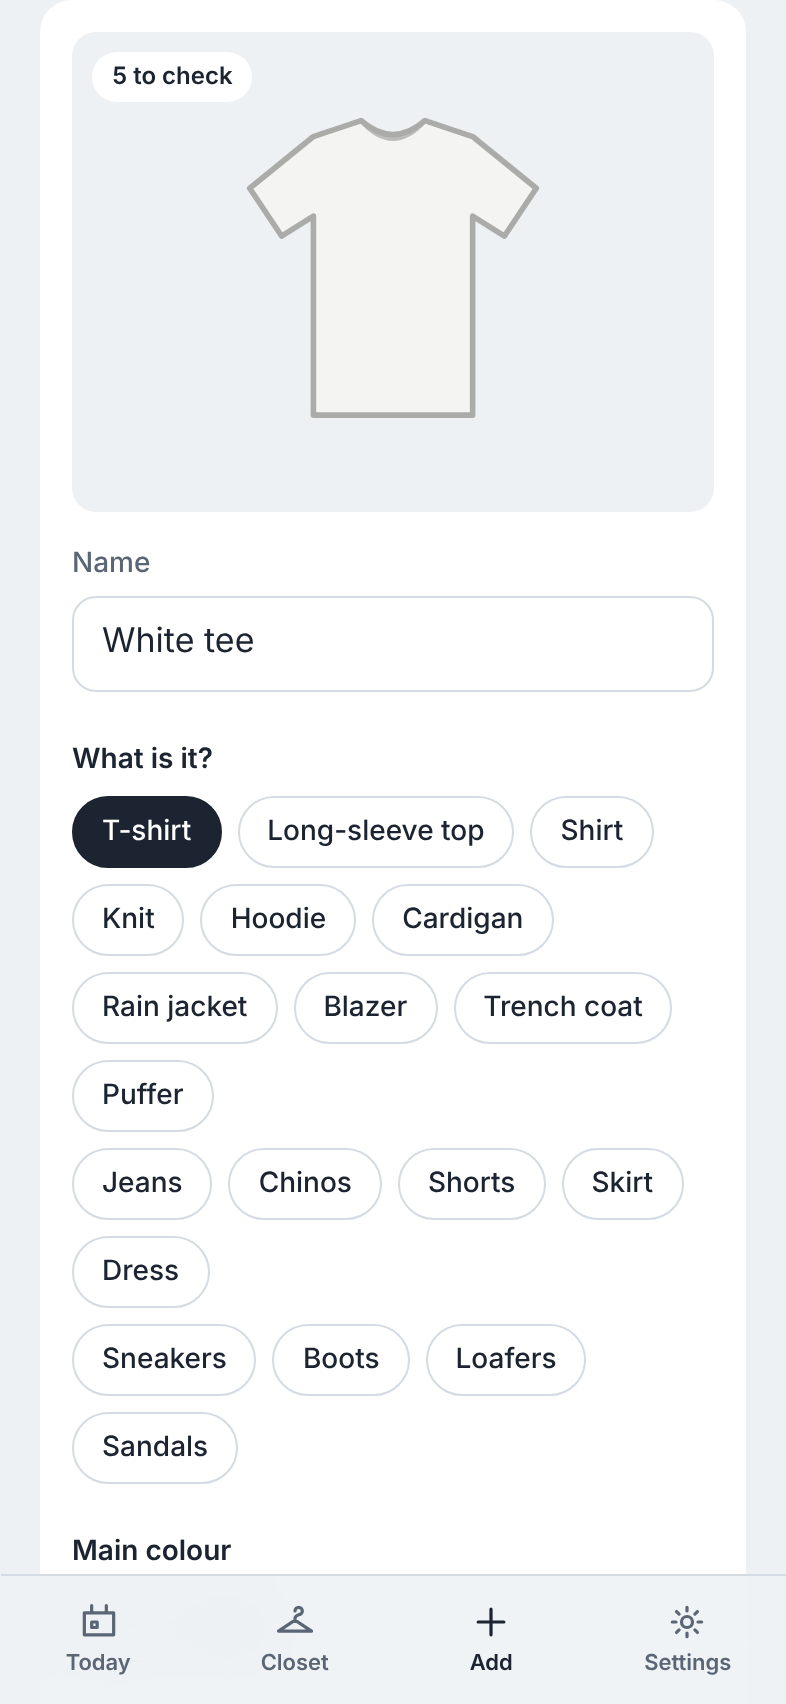 5 to check
Name
White tee
What is it?
T-shirt Long-sleeve top Shirt
Knit Hoodie Cardigan
Rain jacket Blazer Trench coat
Puffer
Jeans Chinos Shorts Skirt
Dress
Sneakers Boots Loafers
Sandals
Main colour
Today Closet Add Settings